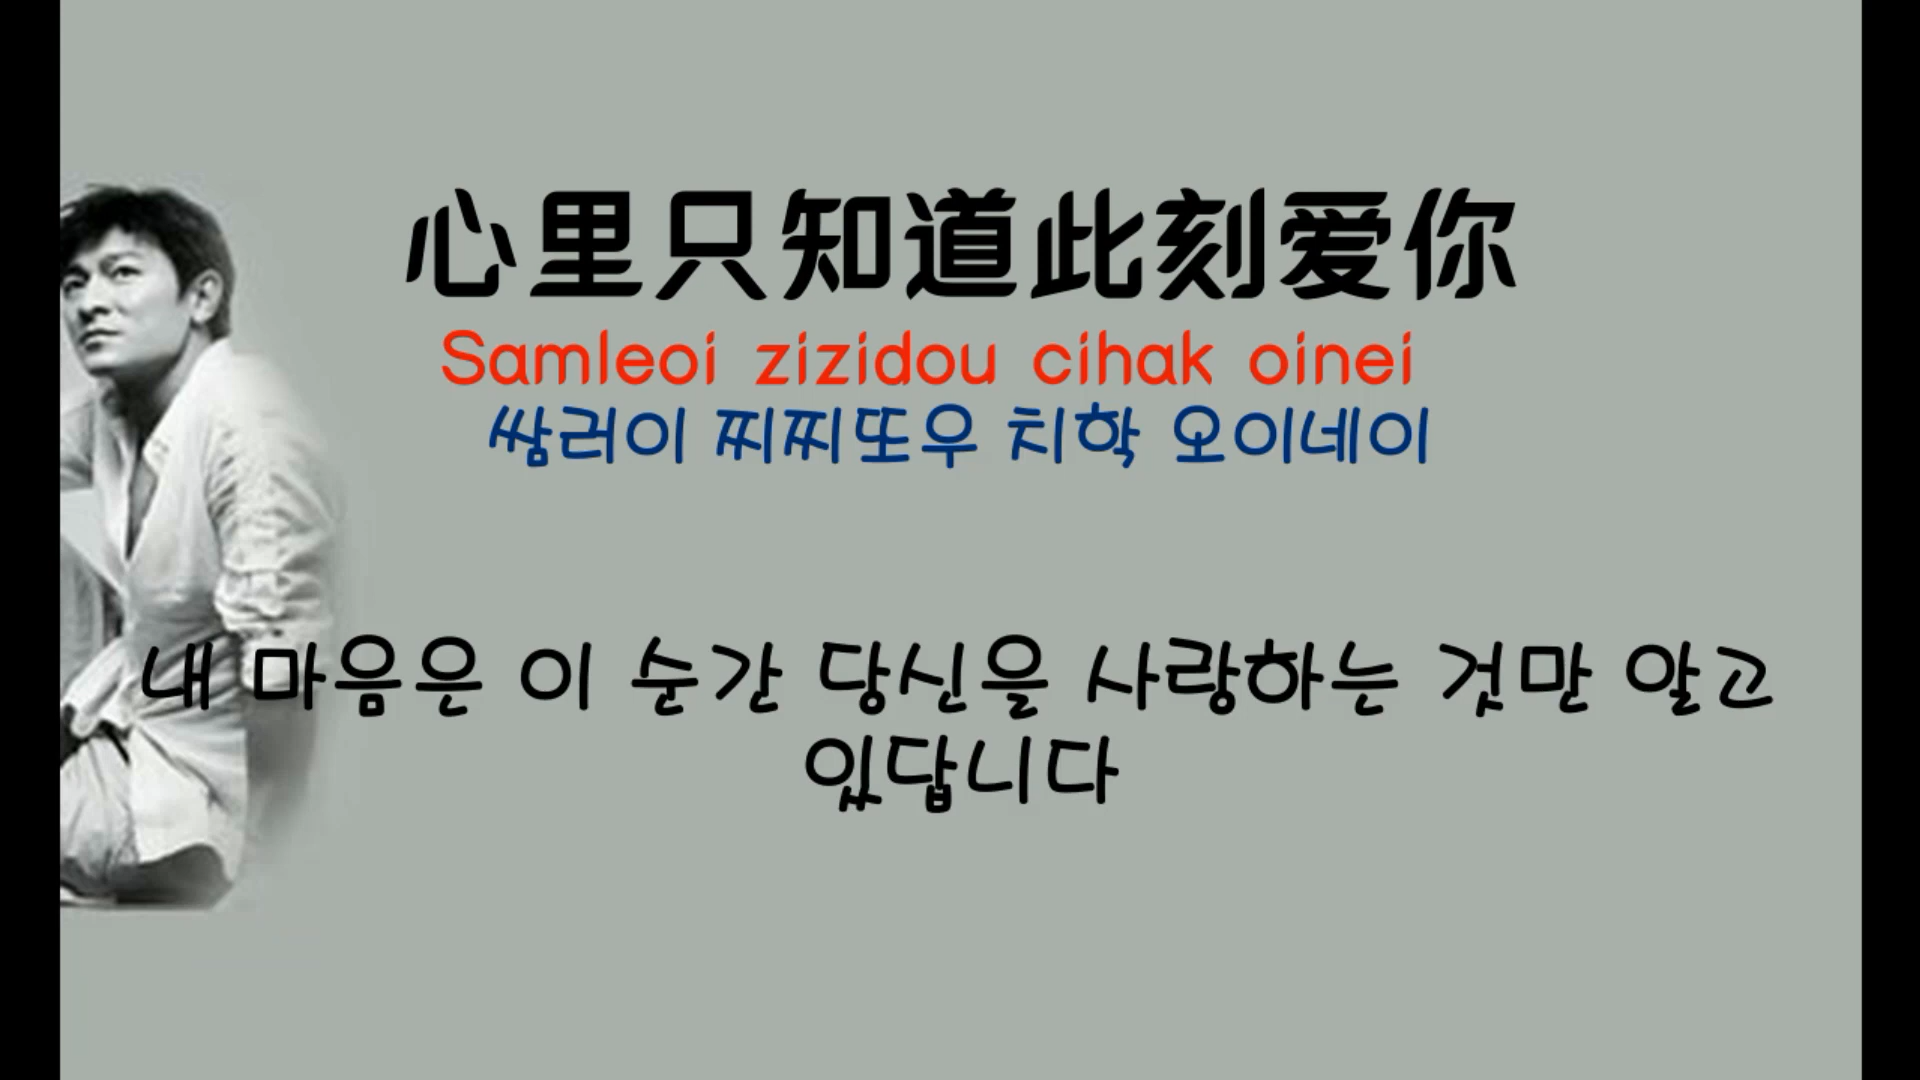 心里只知道此刻爱你
Samleoi zizidou cihak oinei
쌈러이 찌찌또우 치학 오이네이
내 마음은 이 순간 당신을 사랑하는 것만 알고
있답니다